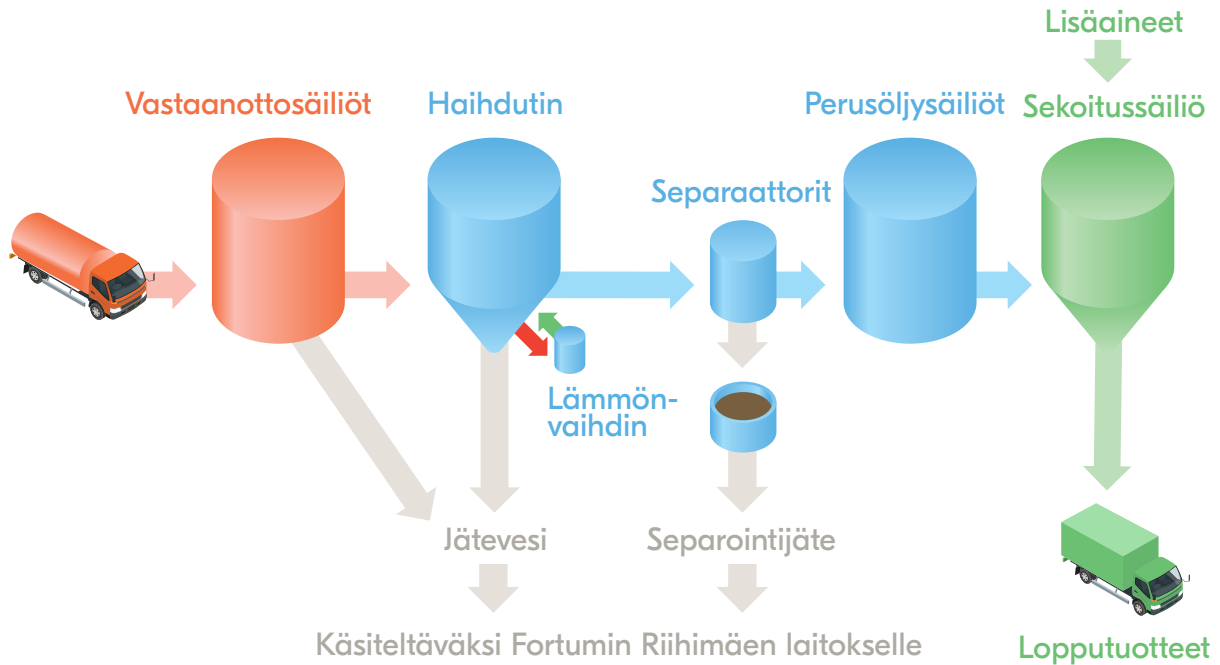 Lisäaineet
Vastaanottosäiliöt
Haihdutin
Perusöljysäiliöt
Sekoitussäiliö
Separaattorit
Lämmön-
vaihdin
Jätevesi
Separointijäte
Käsiteltäväksi Fortumin Riihimäen laitokselle
Lopputuotteet